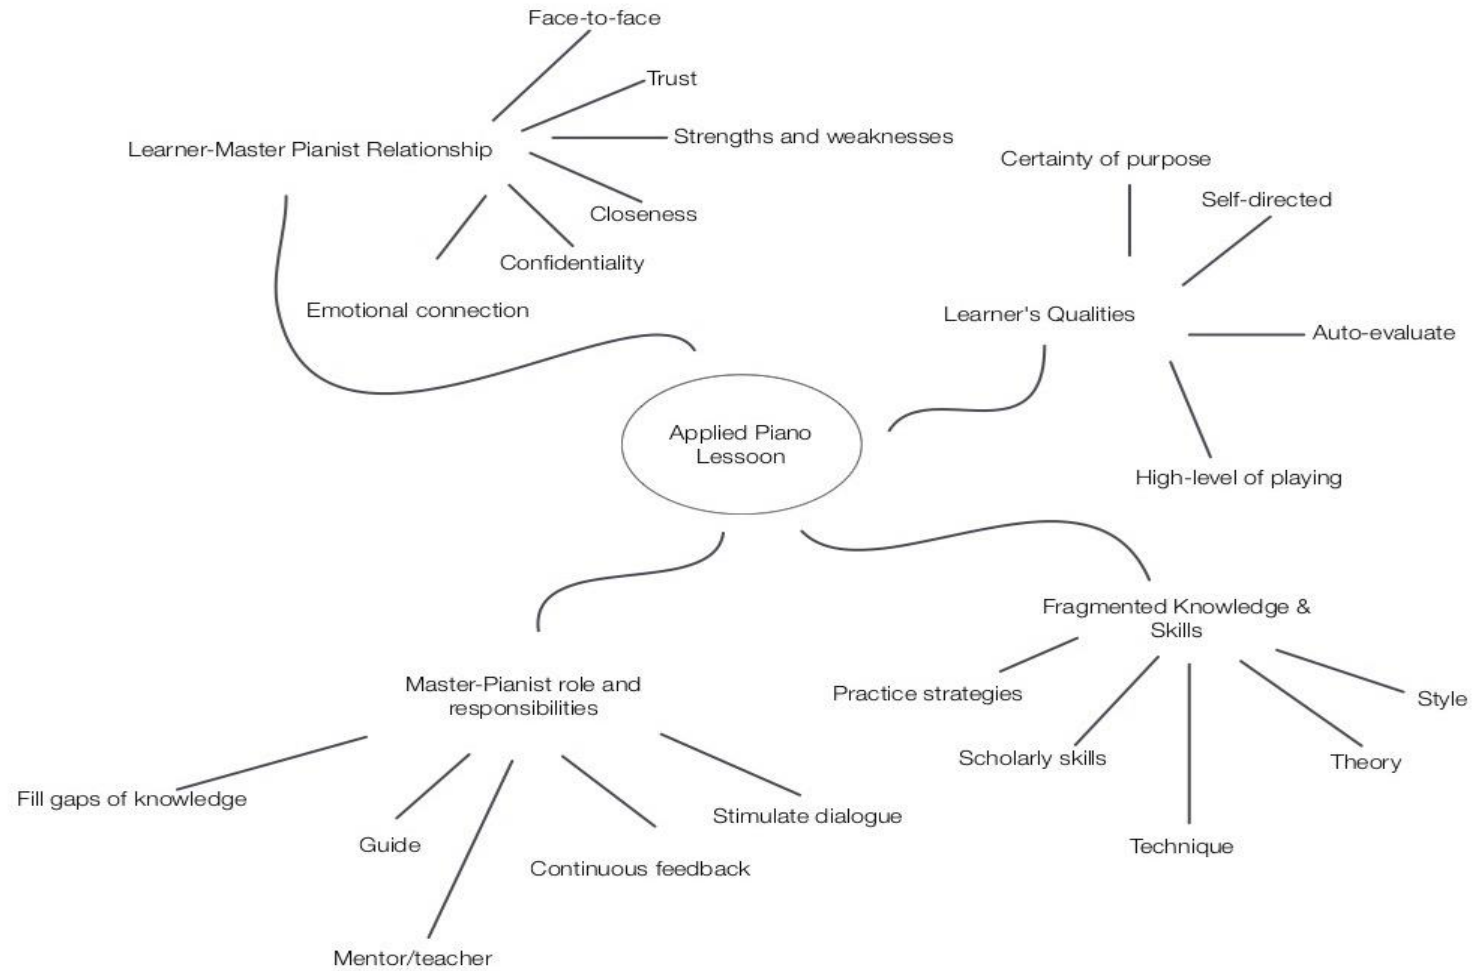 Face-to-face
Trust
Strengths and weaknesses
Learner-Master Pianist Relationship
Closeness
Confidentiality
Emotional connection
Certainty of purpose
Self-directed
Learner's Qualities
Auto-evaluate
High-level of playing
Applied Piano
Lessoon
Fragmented Knowledge &
Skills
Practice strategies
Style
Scholarly skills
Theory
Technique
Master-Pianist role and
responsibilities
Fill gaps of knowledge
Stimulate dialogue
Guide
Continuous feedback
Mentor/teacher